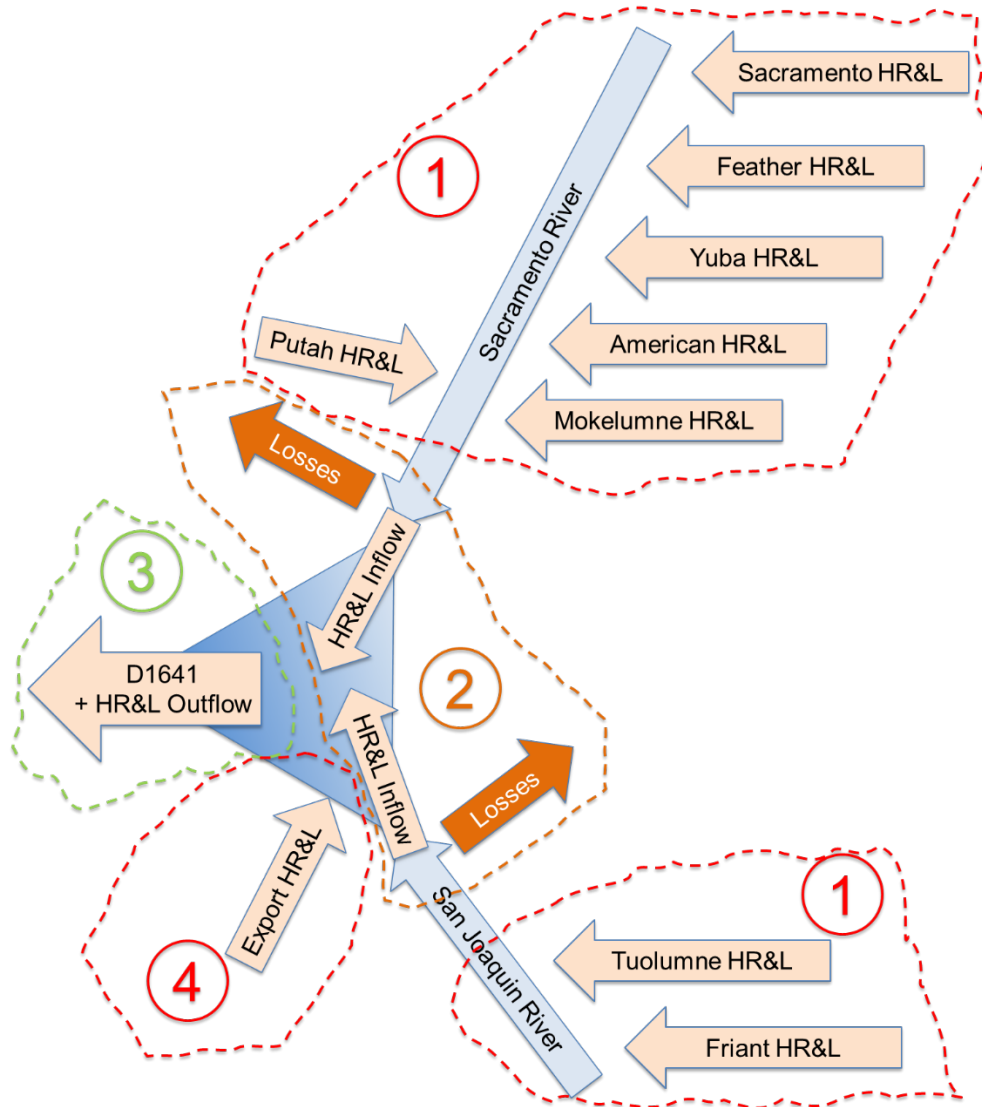 Sacramento HR&L
1
Feather HR&L
Yuba HR&L
Sacramento River
Putah HR&L
American HR&L
Mokelumne HR&L
Losses
HR&L Inflow
3
D1641
+ HR&L Outflow
2
HR&L Inflow
Losses
Export HR&L
4
San Joaquin River
1
Tuolumne HR&L
Friant HR&L